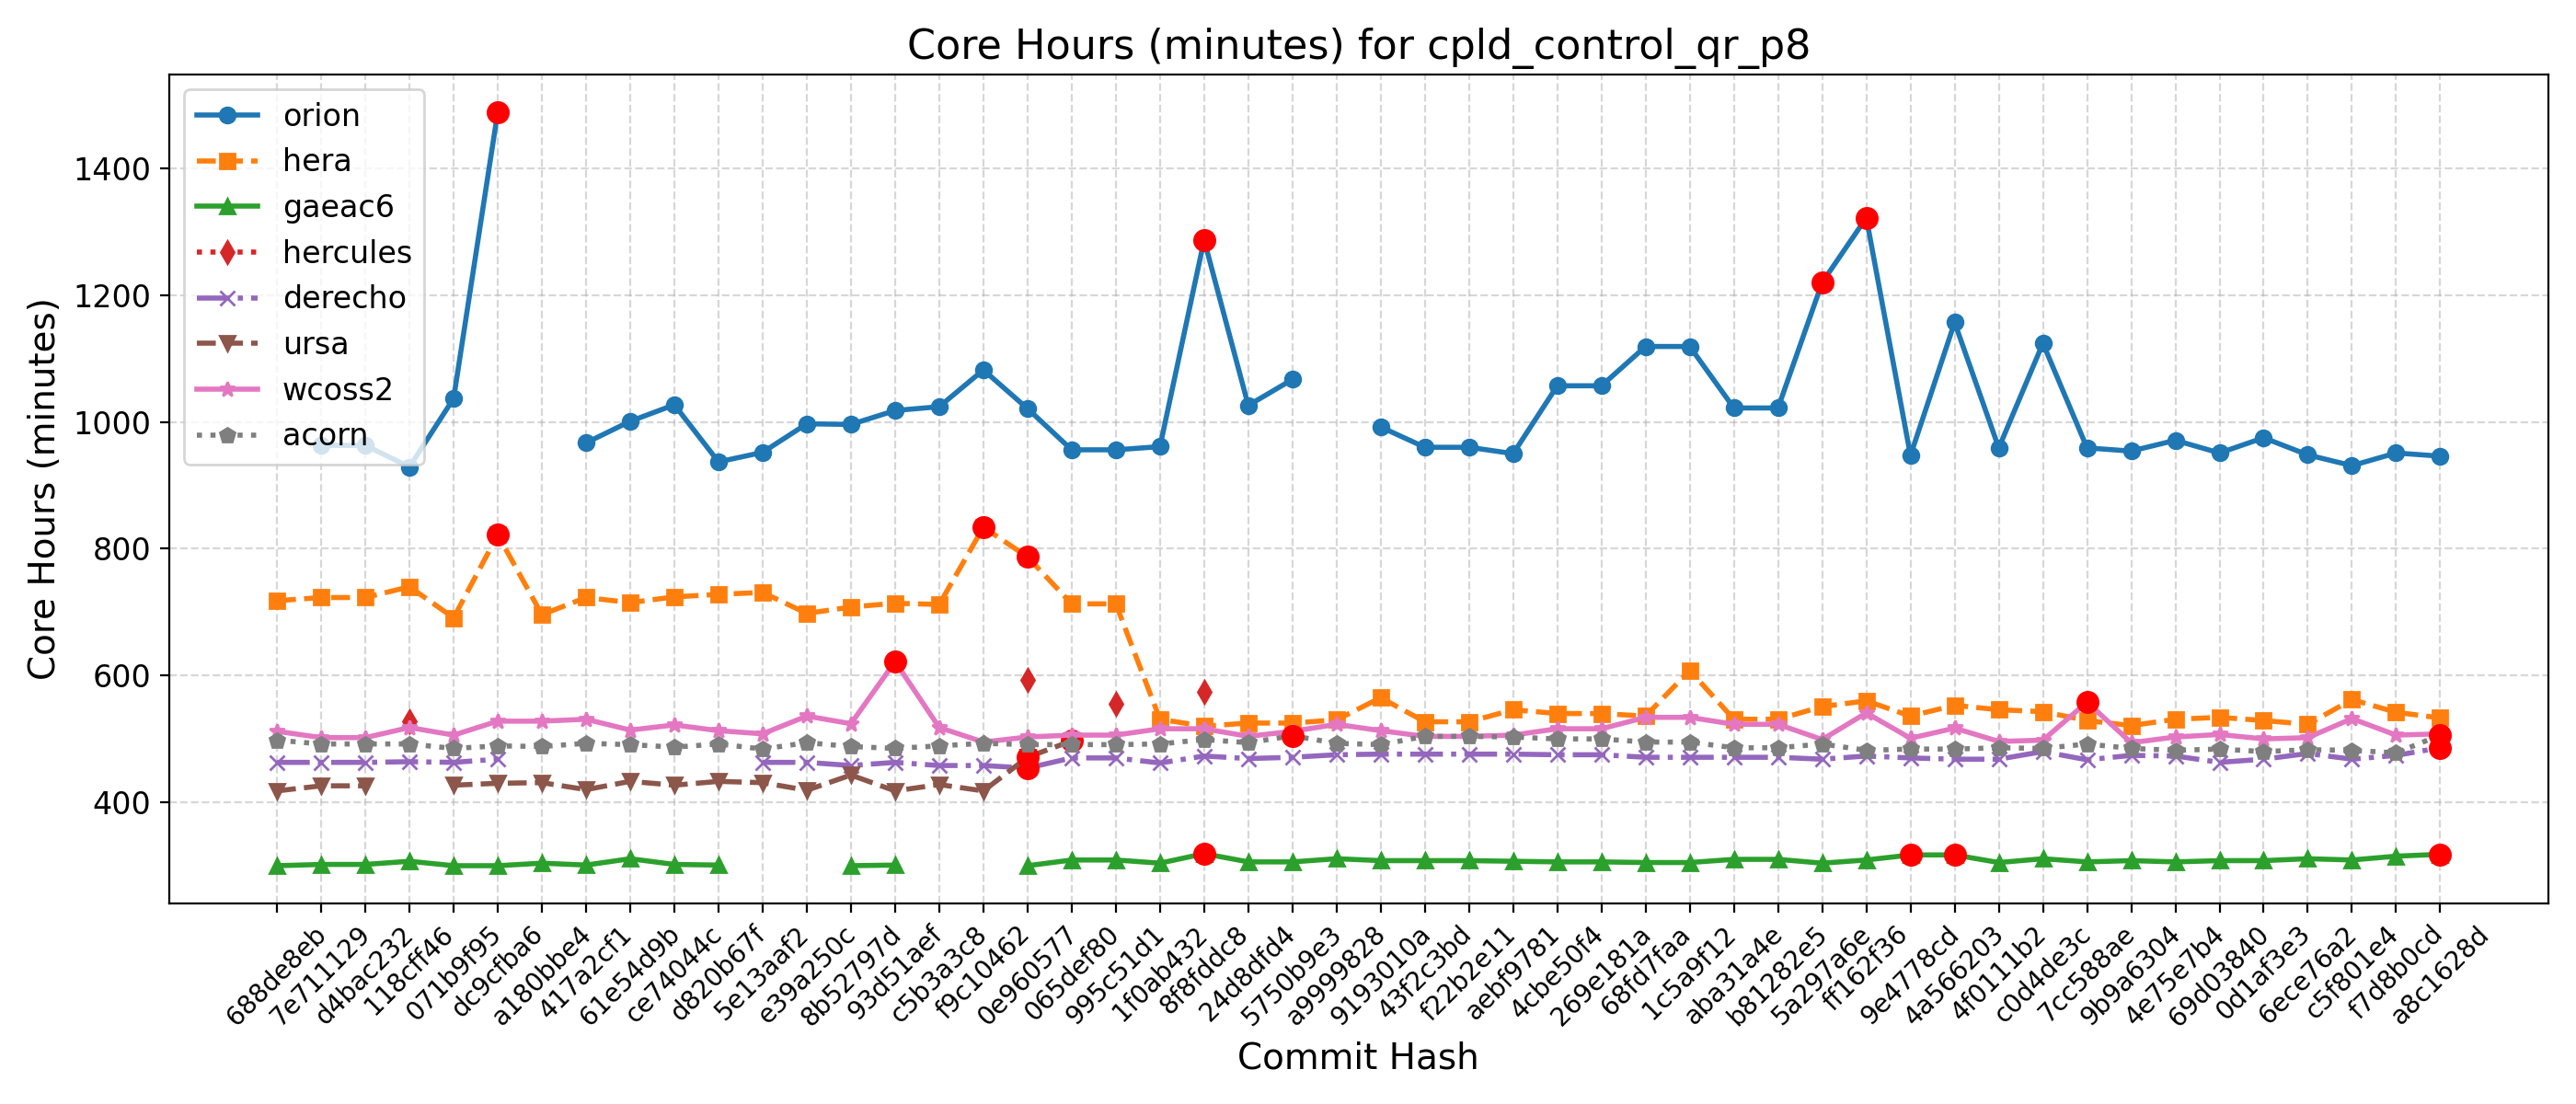 Core Hours (minutes) for cpld_control_qr_p8
Core Hours (minutes)
1400
1200
1000
800
600
400
orion
hera
gaeac6
hercules
derecho
ursa
wcoss2
acorn
688de8eb
7e711129
d4bac232
118cff46
071b9f95
dc9cfba6
a180bbe4
417a2cf1
61e54d9b
ce74044c
d820b67f
5e13aaf2
e39a250c
8b52797d
93d51aef
c5b3a3c8
f9c10462
0e960577
065def80
995c51d1
1f0ab432
8f8fddc8
24d8dfd4
5750b9e3
a9999828
9193010a
43f2c3bd
f22b2e11
aebf9781
4cbe50f4
269e181a
68fd7faa
1c5a9f12
aba31a4e
b81282e5
5a297a6e
ff162f36
9e4778cd
4a566203
4f0111b2
c0d4de3c
7cc588ae
9b9a6304
4e75e7b4
69d03840
0d1af3e3
6ece76a2
c5f801e4
f7d8b0cd
a8c1628d
Commit Hash